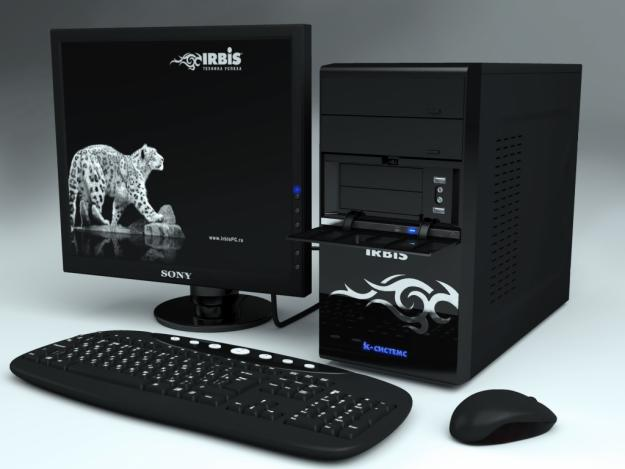 IRBIS
ТЕХНИКА УСПЕХА
www.irbisPC.ru
SONY
IRBIS
К-СИСТЕМС